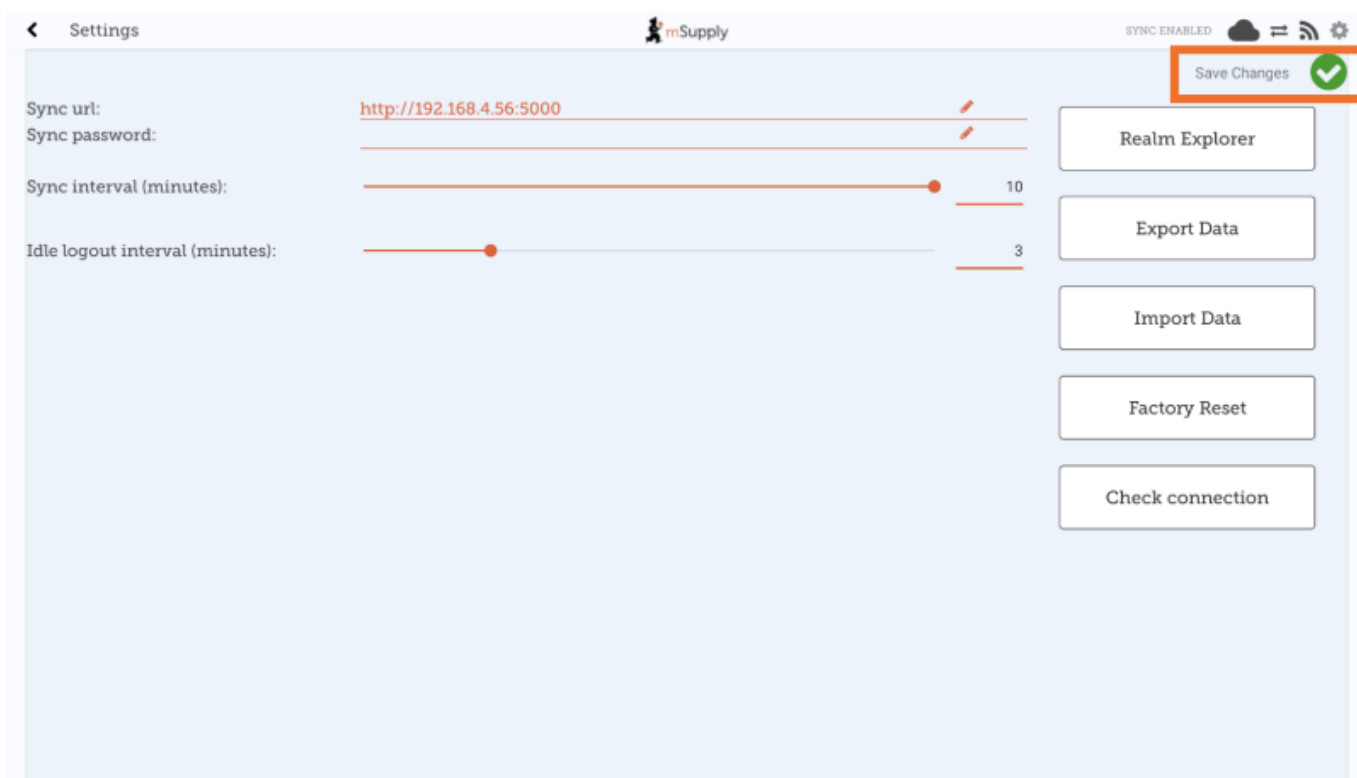 Settings
mSupply
SYNC ENABLED
Save Changes
Sync url:
http://192.168.4.56:5000
Sync password:
Sync interval (minutes):
10
Idle logout interval (minutes):
3
Realm Explorer
Export Data
Import Data
Factory Reset
Check connection